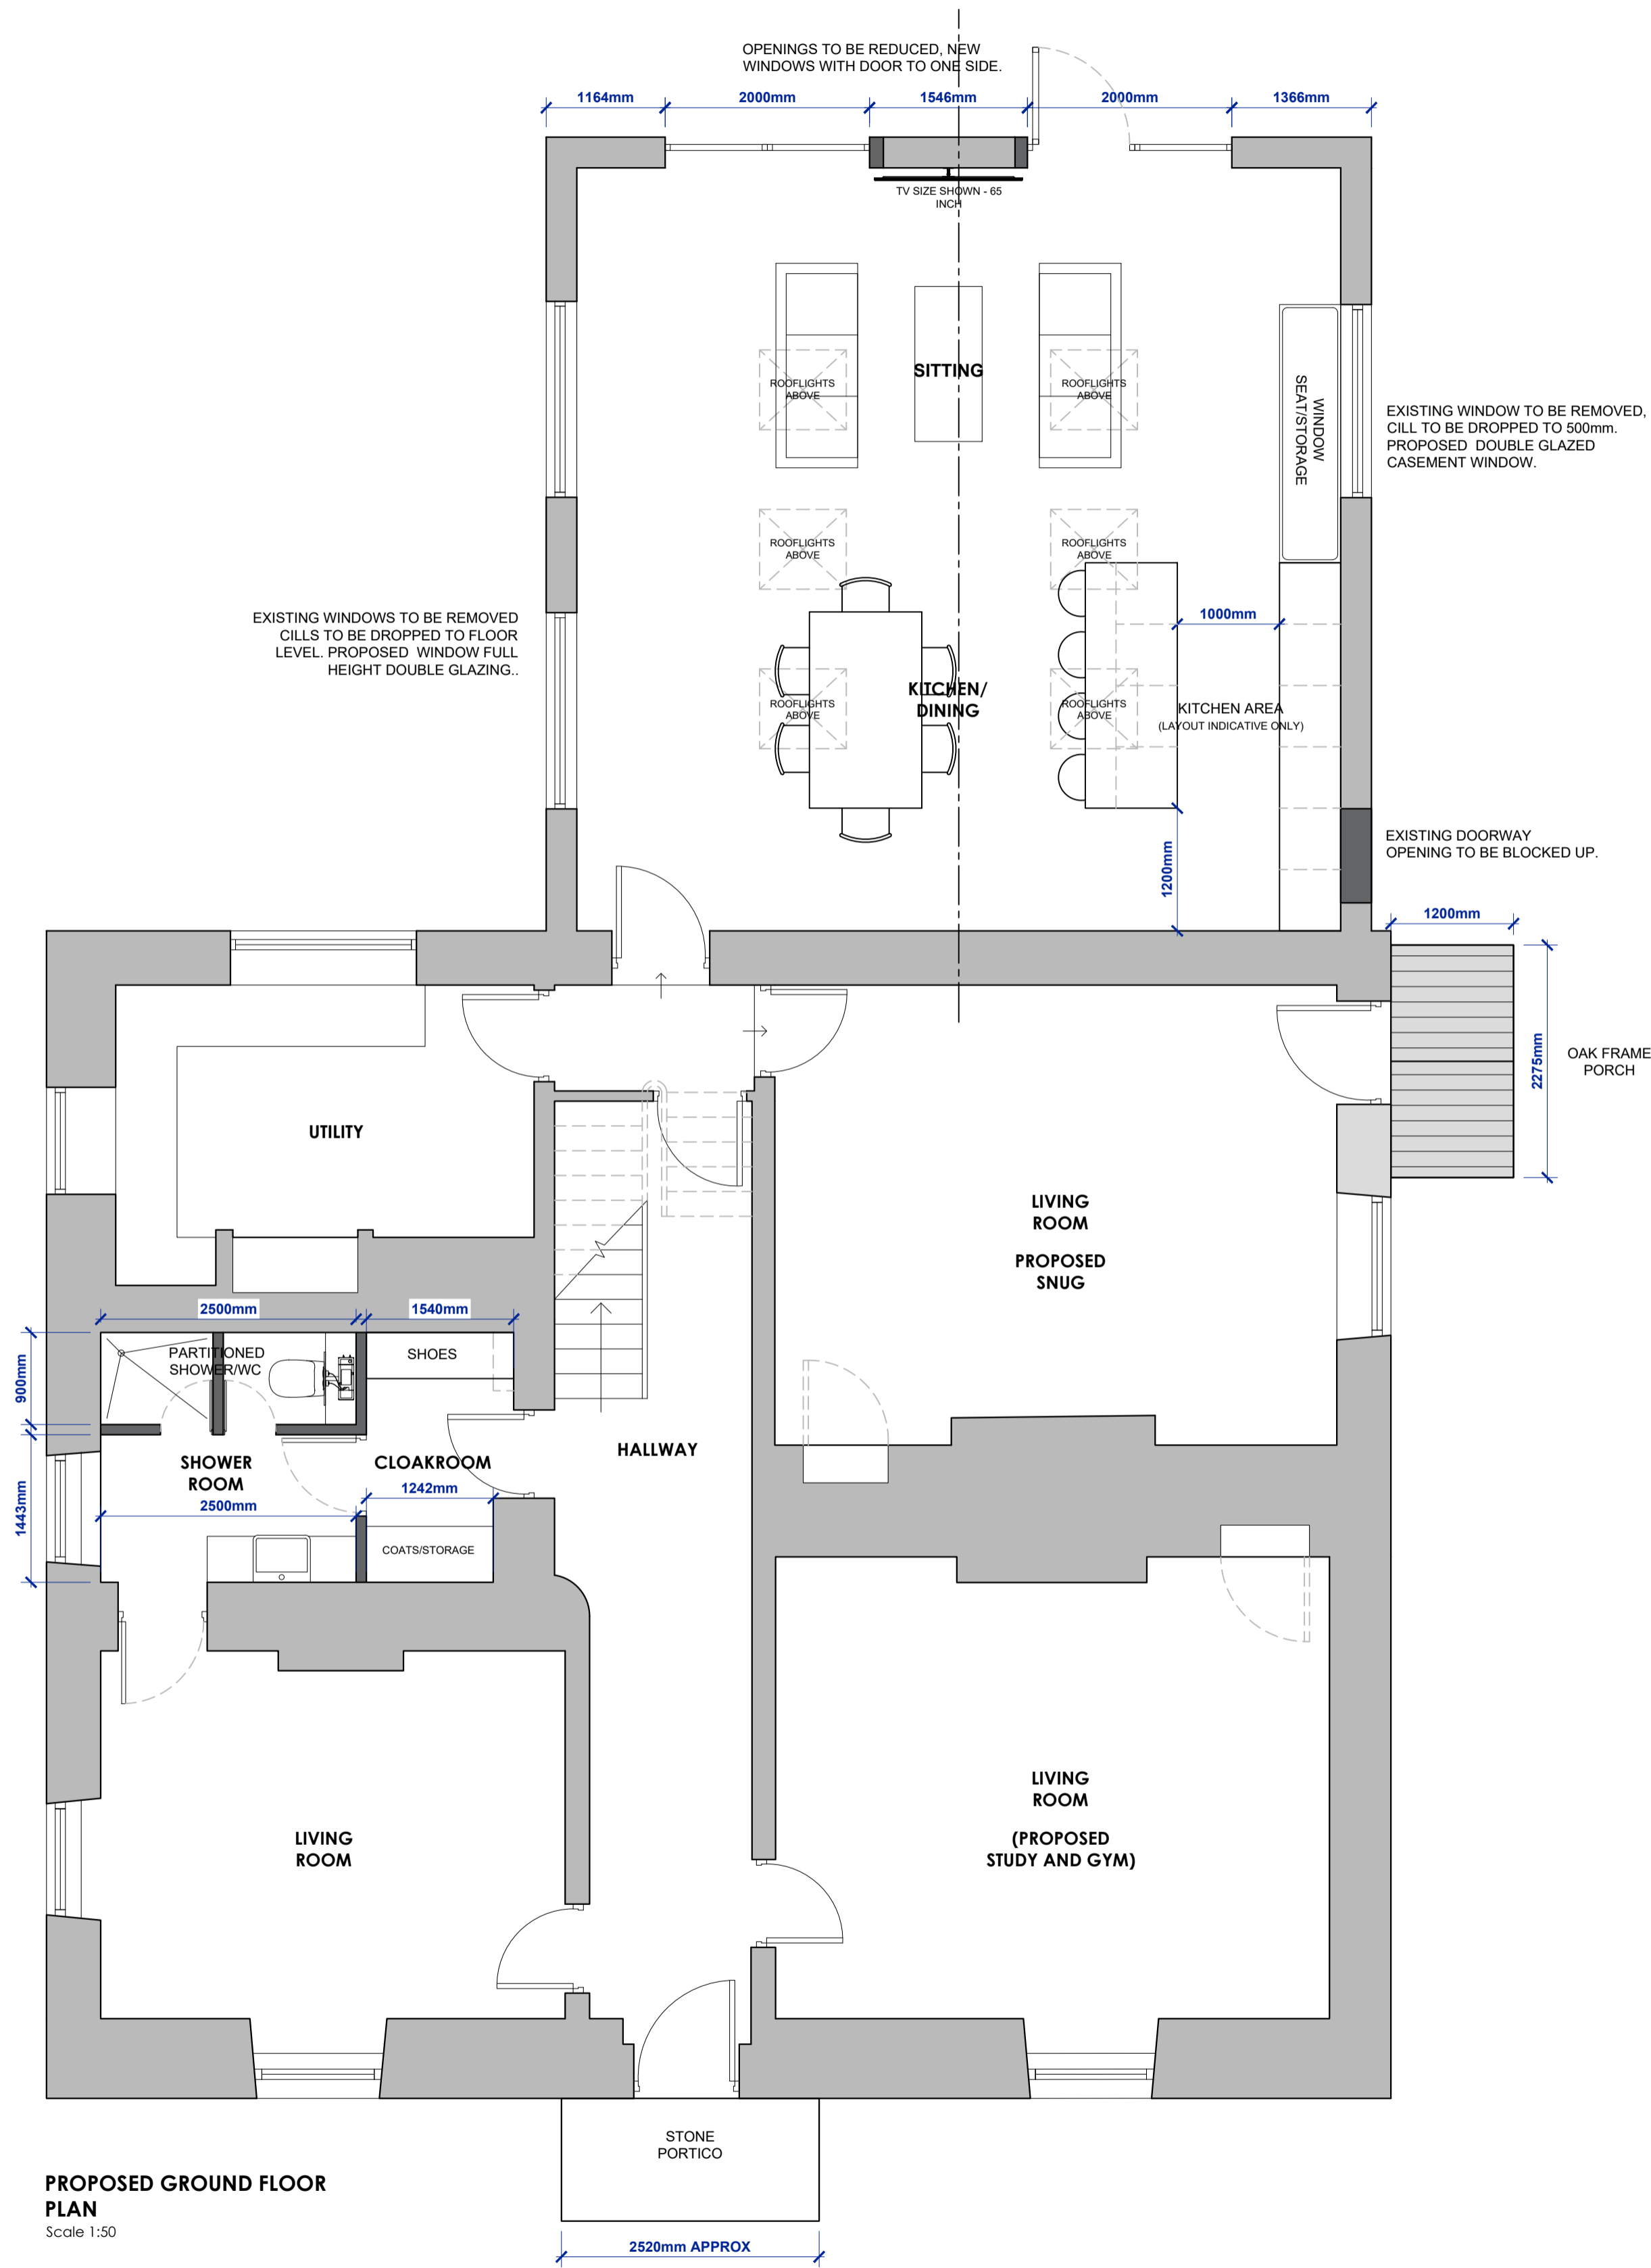 OPENINGS TO BE REDUCED, NEW
WINDOWS WITH DOOR TO ONE SIDE.
1164mm
2000mm
1546mm
2000mm
1366mm
TV SIZE SHOWN - 65
INCH
SITTING
ROOFLIGHTS
ABOVE
ROOFLIGHTS
ABOVE
WINDOW
SEAT/STORAGE
EXISTING WINDOW TO BE REMOVED,
CILL TO BE DROPPED TO 500mm.
PROPOSED DOUBLE GLAZED
CASEMENT WINDOW.
ROOFLIGHTS
ABOVE
ROOFLIGHTS
ABOVE
EXISTING WINDOWS TO BE REMOVED
CILLS TO BE DROPPED TO FLOOR
LEVEL. PROPOSED WINDOW FULL
HEIGHT DOUBLE GLAZING..
1000mm
ROOFLIGHTS
ABOVE
KITCHEN/
DINING
ROOFLIGHTS
ABOVE
KITCHEN AREA
(LAYOUT INDICATIVE ONLY)
1200mm
EXISTING DOORWAY
OPENING TO BE BLOCKED UP.
1200mm
2275mm
OAK FRAME
PORCH
UTILITY
LIVING
ROOM
PROPOSED
SNUG
2500mm
1540mm
900mm
PARTITIONED
SHOWER/WC
SHOES
HALLWAY
SHOWER
ROOM
CLOAKROOM
1443mm
2500mm
1242mm
COATS/STORAGE
LIVING
ROOM
LIVING
ROOM
(PROPOSED
STUDY AND GYM)
STONE
PORTICO
2520mm APPROX
PROPOSED GROUND FLOOR
PLAN
Scale 1:50